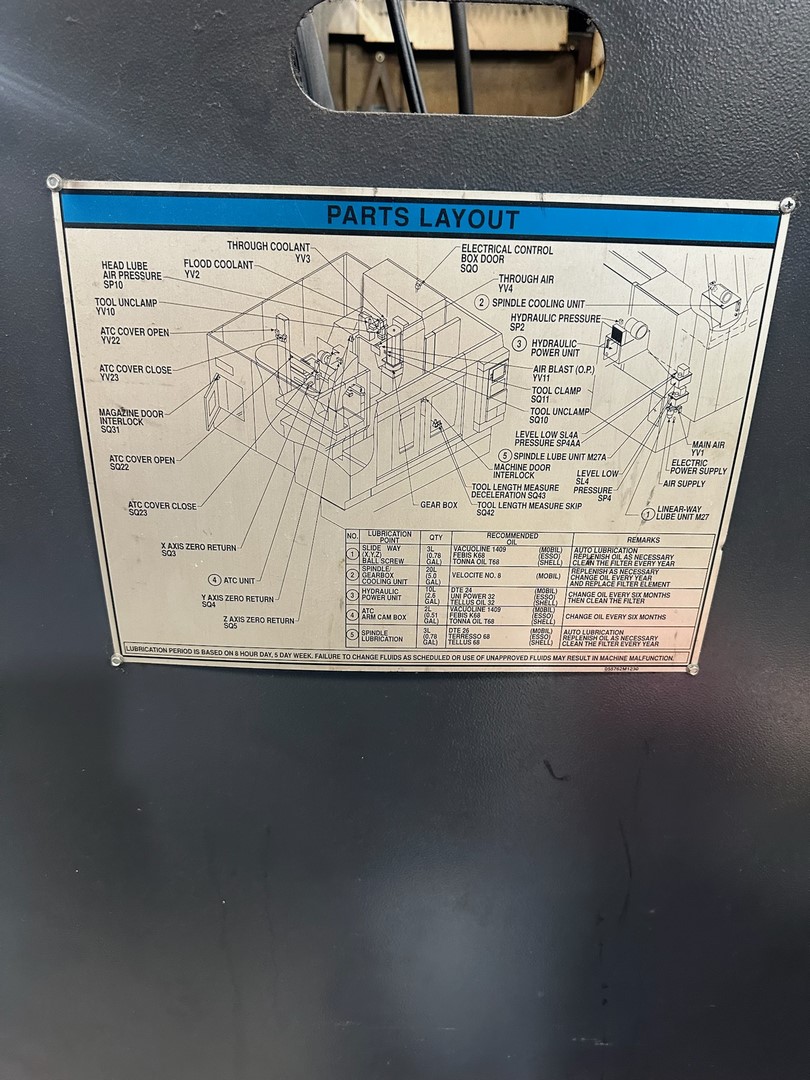 PARTS LAYOUT
THROUGH COOLANT
YV3
FLOOD COOLANT
YV2
HEAD LUBE
AIR PRESSURE
SP10
TOOL UNCLAMP
YV10
ATC COVER OPEN
YV22
ATC COVER CLOSE
YV23
MAGAZINE DOOR
INTERLOCK
SQ31
ATC COVER OPEN
SQ22
ATC COVER CLOSE
SQ23
X AXIS ZERO RETURN
SQ3
4 ATC UNIT
Y AXIS ZERO RETURN
SQ4
Z AXIS ZERO RETURN
SQ5
ELECTRICAL CONTROL
BOX DOOR
SQ0
THROUGH AIR
YV4
2 SPINDLE COOLING UNIT
HYDRAULIC PRESSURE
SP2
3 HYDRAULIC
POWER UNIT
AIR BLAST (O.P.)
YV11
TOOL CLAMP
SQ11
TOOL UNCLAMP
SQ10
LEVEL LOW SL4A
PRESSURE SP4AA
5 SPINDLE LUBE UNIT M27A
MACHINE DOOR
INTERLOCK
TOOL LENGTH MEASURE
DECELERATION SQ43
TOOL LENGTH MEASURE SKIP
SQ42
GEAR BOX
LEVEL LOW
SL4
PRESSURE
SP4
MAIN AIR
YV1
ELECTRIC
POWER SUPPLY
AIR SUPPLY
1 LINEAR-WAY
LUBE UNIT M27
NO. LUBRICATION POINT QTY RECOMMENDED OIL REMARKS
1 SLIDE WAY 3L VACUOLINE 1409 (MOBIL) AUTO LUBRICATION
(X,Y,Z) (0.78 FEBIS K68 (ESSO) REPLENISH OIL AS NECESSARY
BALL SCREW GAL) TONNA OIL T68 (SHELL) CLEAN THE FILTER EVERY YEAR
2 SPINDLE/ 20L REPLENISH AS NECESSARY
GEARBOX (5.0 VELOCITE NO. 8 (MOBIL) CHANGE OIL EVERY YEAR
COOLING UNIT GAL) AND REPLACE FILTER ELEMENT
3 HYDRAULIC 10L DTE 24 (MOBIL) CHANGE OIL EVERY SIX MONTHS
POWER UNIT (2.6 UNI POWER 32 (ESSO) THEN CLEAN THE FILTER
GAL) TELLUS OIL 32 (SHELL)
4 ATC 2L VACUOLINE 1409 (MOBIL)
ARM CAM BOX (0.51 FEBIS K68 (ESSO) CHANGE OIL EVERY SIX MONTHS
GAL) TONNA OIL T68 (SHELL)
5 SPINDLE 3L DTE 26 (MOBIL) AUTO LUBRICATION
LUBRICATION (0.78 TERRESSO 68 (ESSO) REPLENISH OIL AS NECESSARY
GAL) TELLUS 68 (SHELL) CLEAN THE FILTER EVERY YEAR
LUBRICATION PERIOD IS BASED ON 8 HOUR DAY, 5 DAY WEEK. FAILURE TO CHANGE FLUIDS AS SCHEDULED OR USE OF UNAPPROVED FLUIDS MAY RESULT IN MACHINE MALFUNCTION.